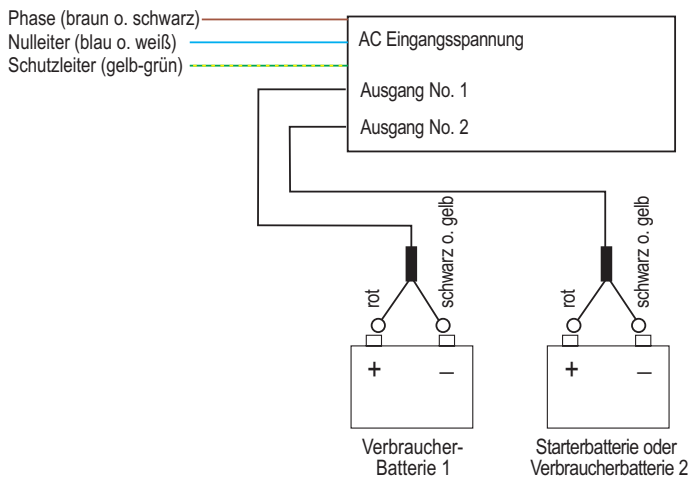 Phase (braun o. schwarz)
Nulleiter (blau o. weiß)
Schutzleiter (gelb-grün)
AC Eingangsspannung
Ausgang No. 1
Ausgang No. 2
rot
schwarz o. gelb
rot
schwarz o. gelb
+ –
+ –
Verbraucher-
Batterie 1
Starterbatterie oder
Verbraucherbatterie 2